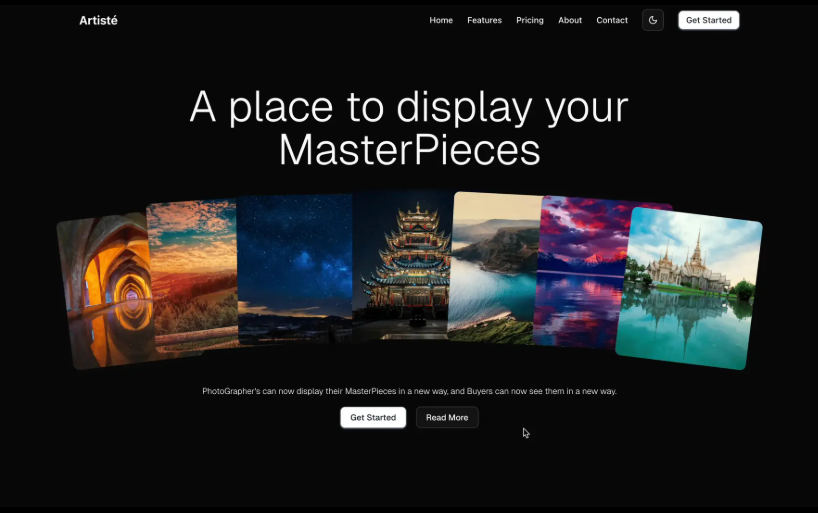 Artisté
Home Features Pricing About Contact Get Started
A place to display your
MasterPieces
PhotoGrapher's can now display their MasterPieces in a new way, and Buyers can now see them in a new way.
Get Started Read More